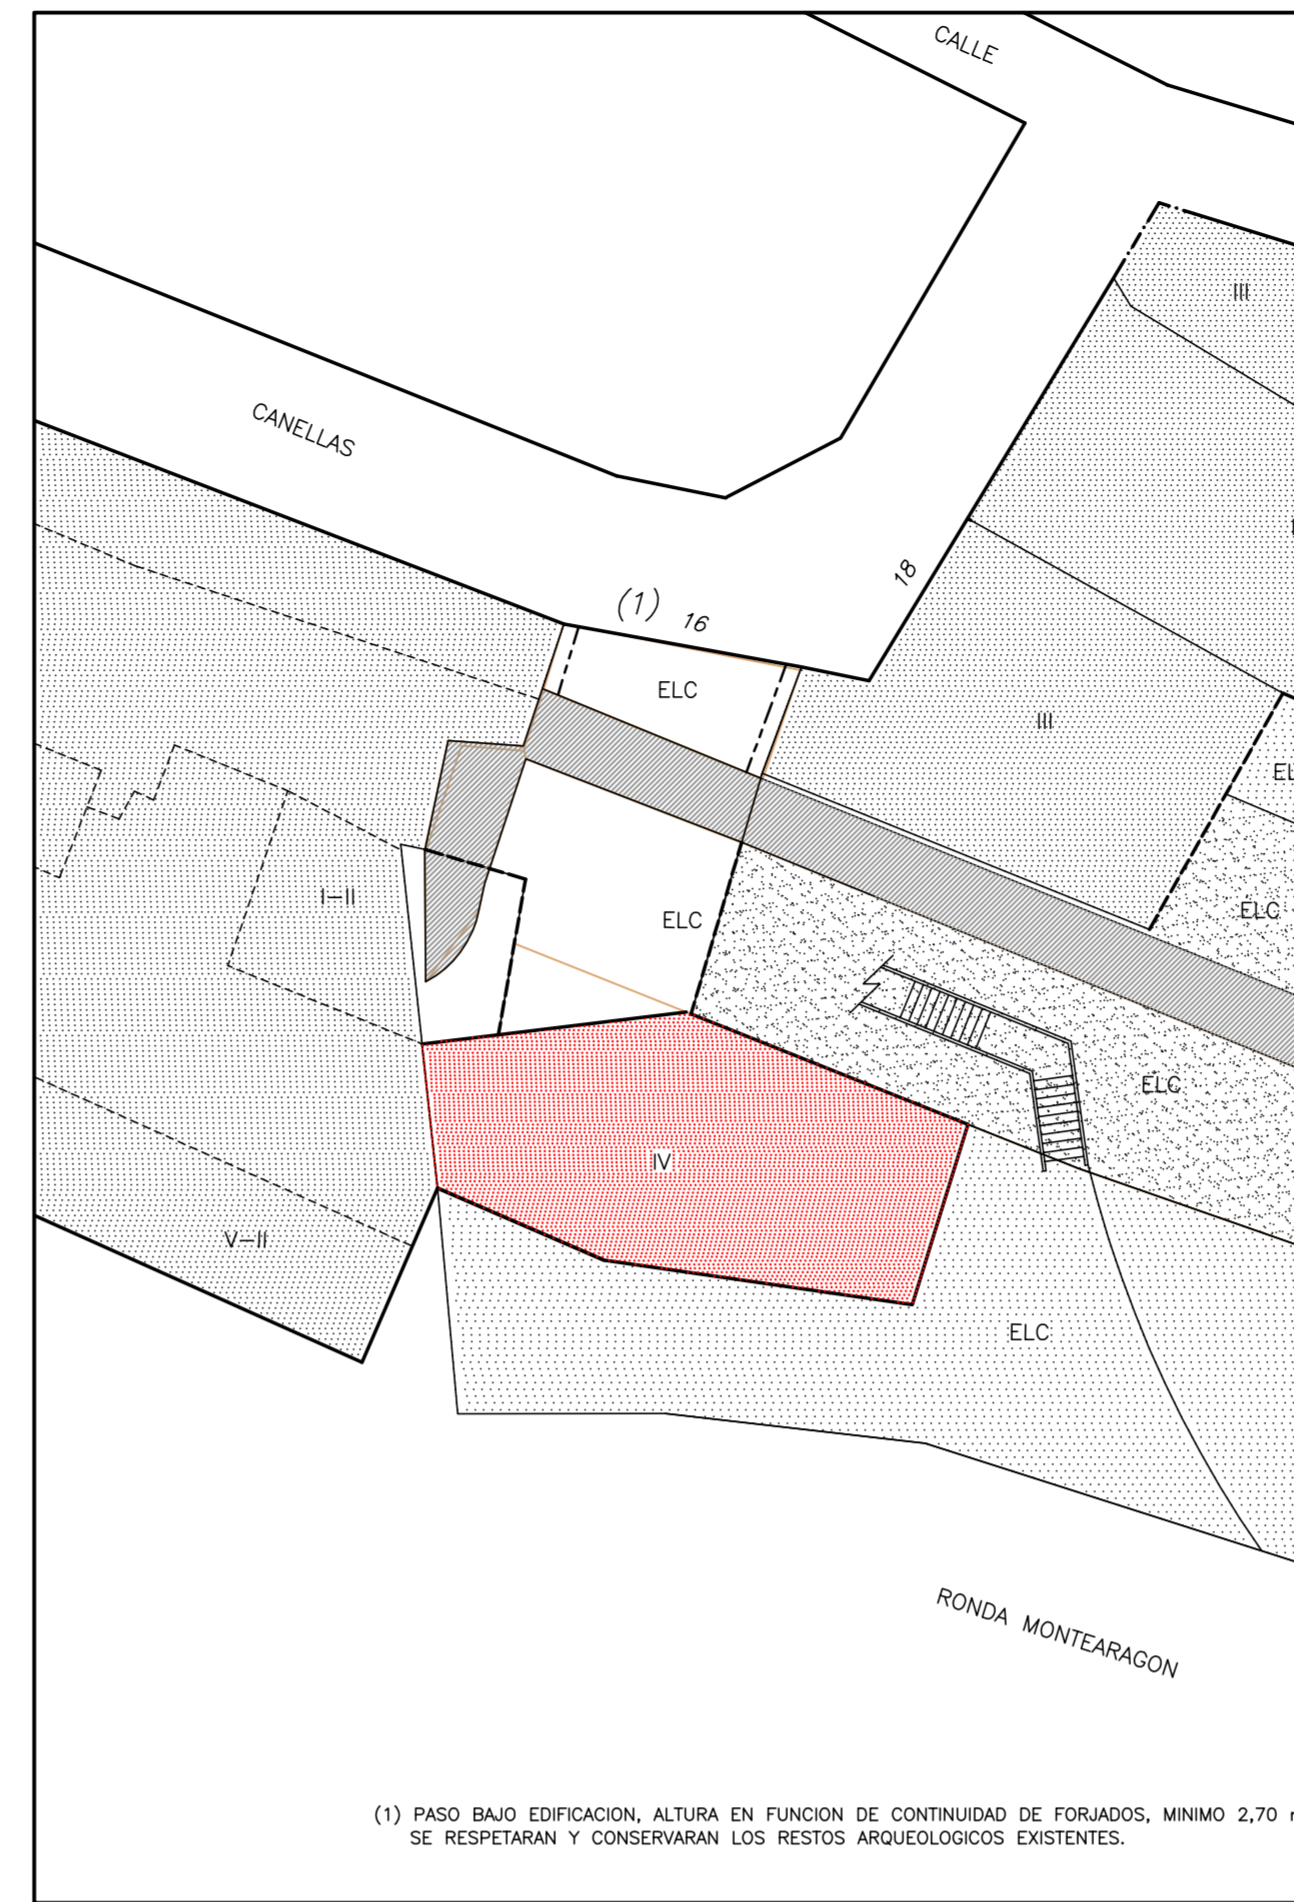 CALLE
III
CANELLAS
18
(1) 16
ELC
III
I-II
ELC
ELC
ELC
IV
V-II
ELC
RONDA MONTEARAGON
(1) PASO BAJO EDIFICACION, ALTURA EN FUNCION DE CONTINUIDAD DE FORJADOS, MINIMO 2,70
SE RESPETARAN Y CONSERVARAN LOS RESTOS ARQUEOLOGICOS EXISTENTES.